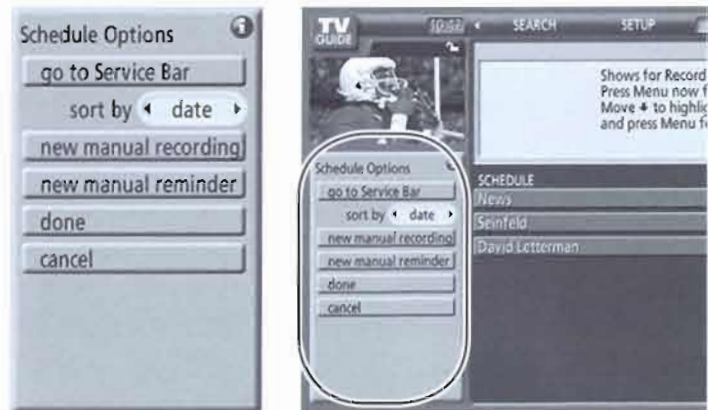 Schedule Options
go to Service Bar
sort by date
new manual recording
new manual reminder
done
cancel
TV
GUIDE
SEARCH SETUP
Shows for Record
Press Menu now f
Move to highlig
and press Menu f
Schedule Options
go to Service Bar
sort by date
new manual recording
new manual reminder
done
cancel
SCHEDULE
News
Seinfeld
David Letterman